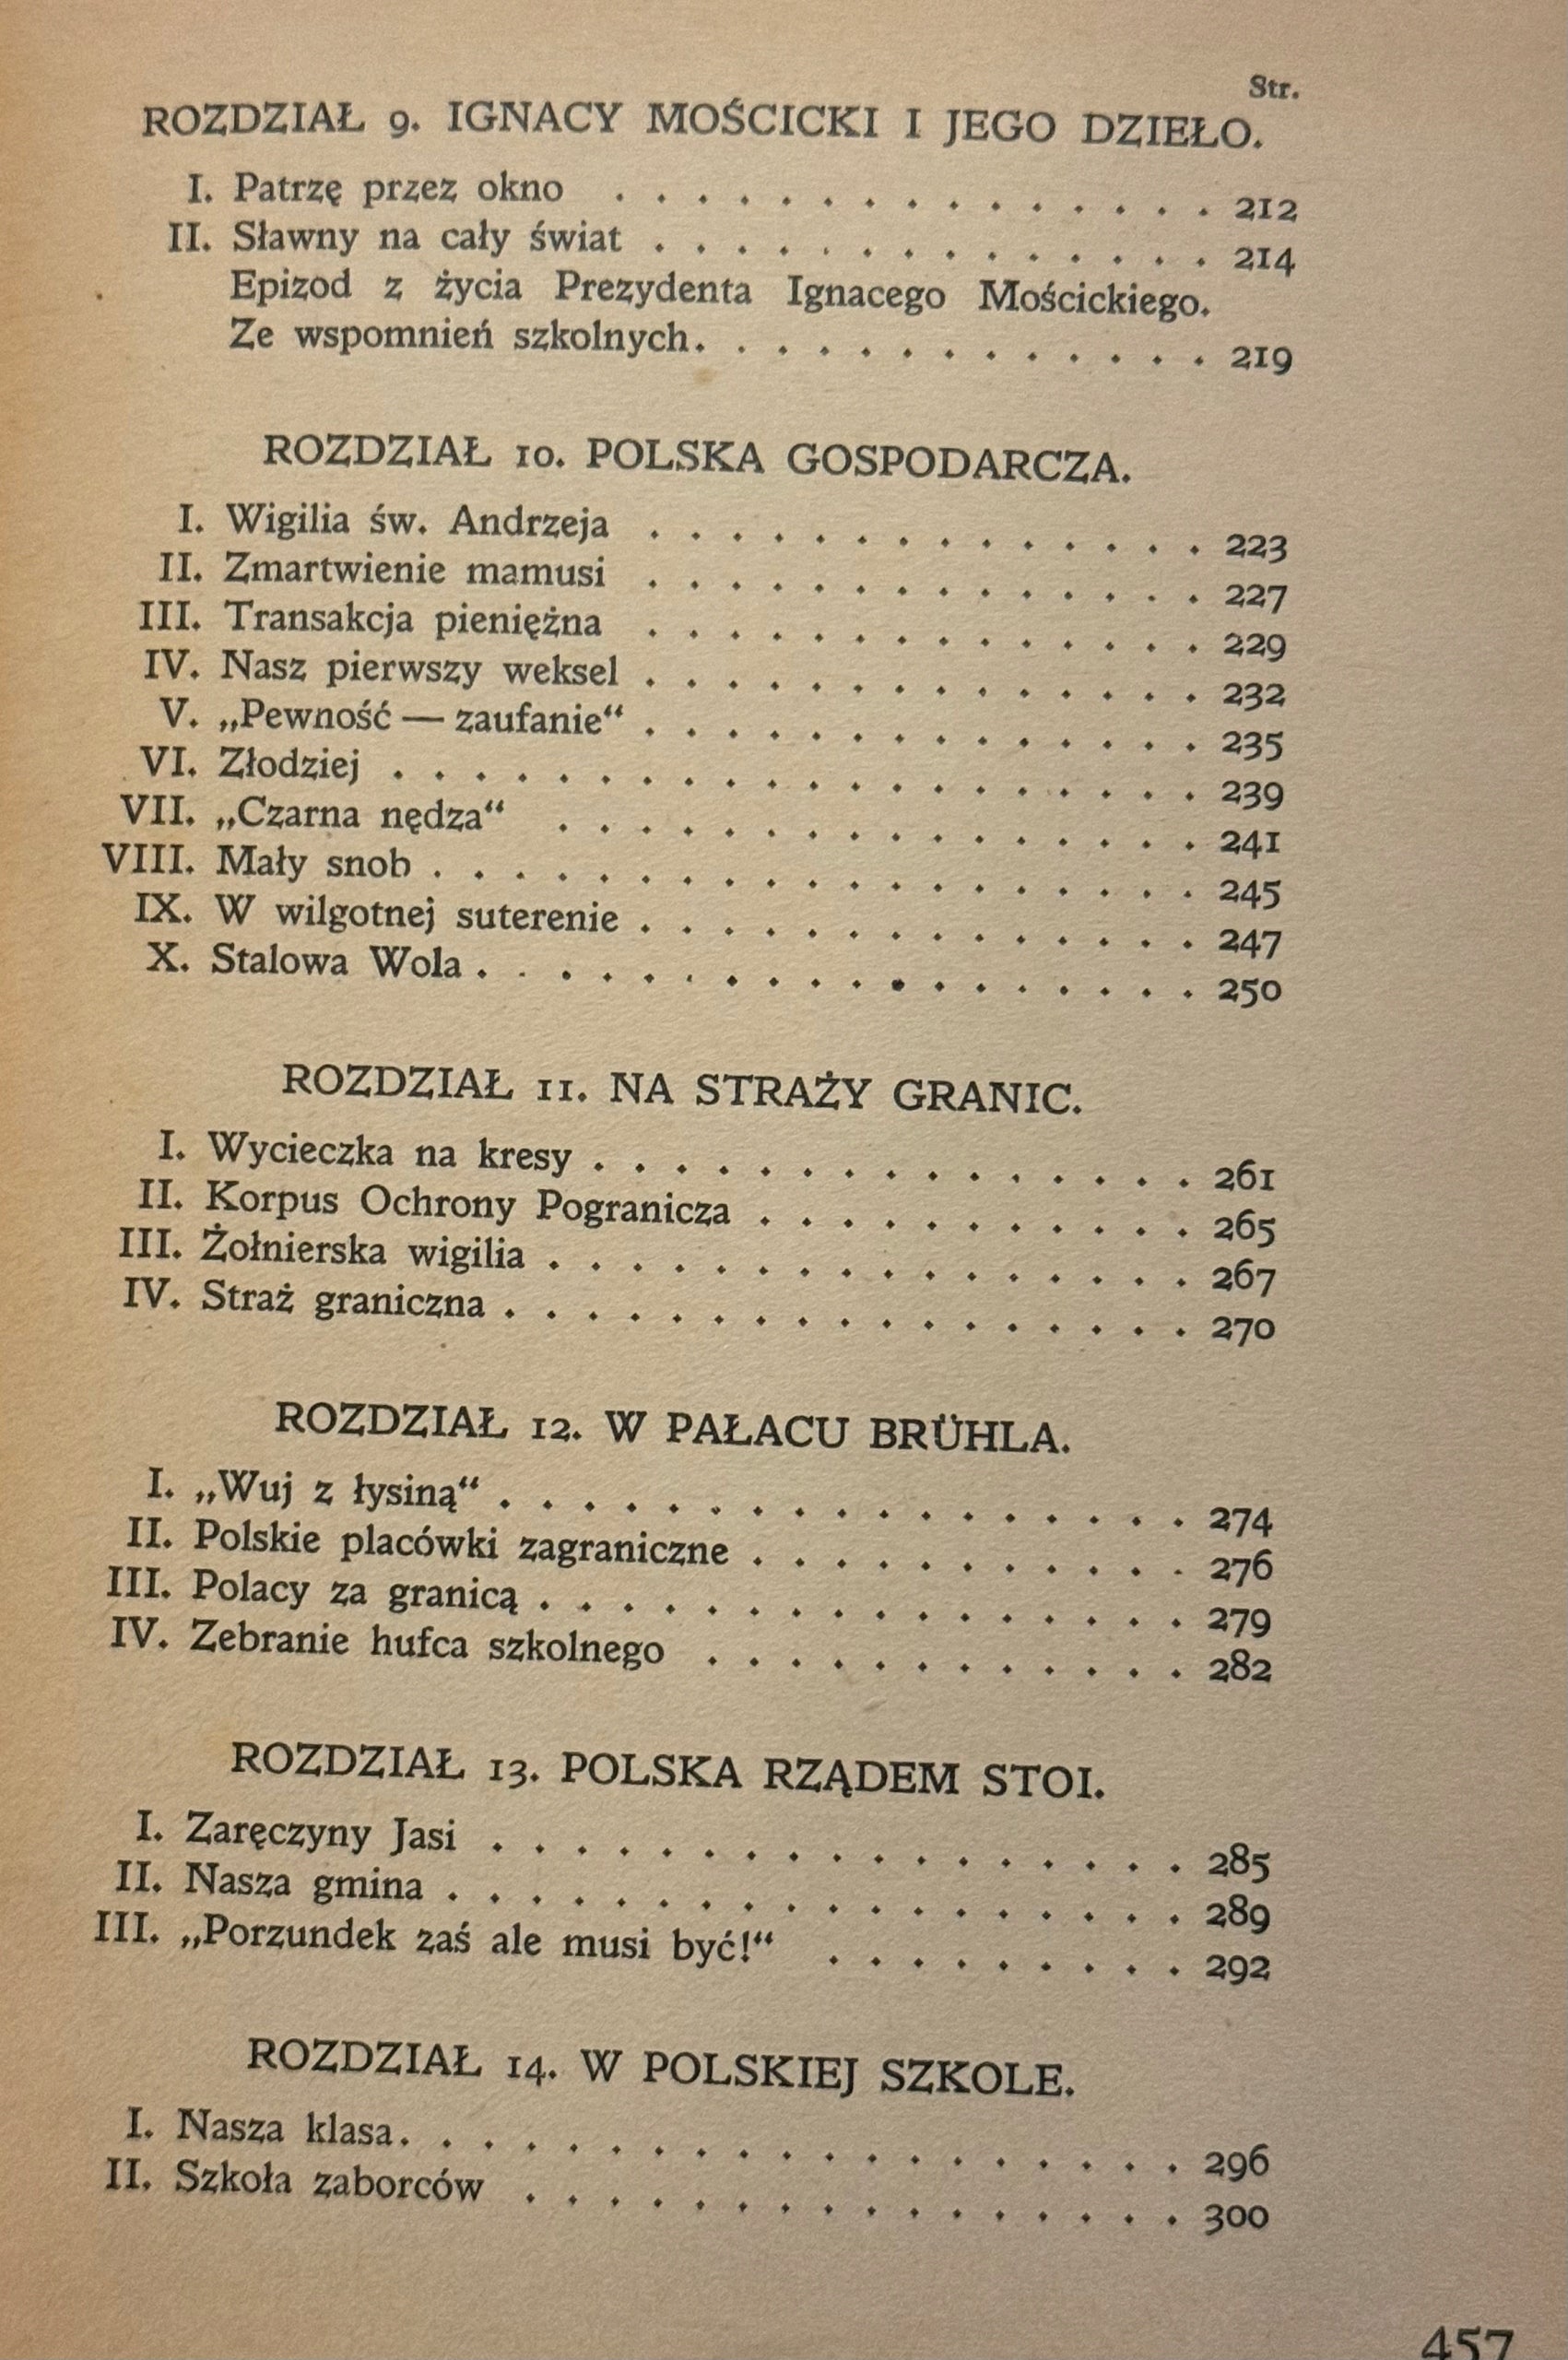 Str.
ROZDZIAŁ 9. IGNACY MOŚCICKI I JEGO DZIEŁO.
I. Patrzę przez okno . . . . . . . . . . . . . . . 212
II. Sławny na cały świat . . . . . . . . . . . . . . 214
Epizod z życia Prezydenta Ignacego Mościckiego.
Ze wspomnień szkolnych. . . . . . . . . . . . . 219
ROZDZIAŁ 10. POLSKA GOSPODARCZA.
I. Wigilia św. Andrzeja . . . . . . . . . . . . . . 223
II. Zmartwienie mamusi . . . . . . . . . . . . . . 227
III. Transakcja pieniężna . . . . . . . . . . . . . . 229
IV. Nasz pierwszy weksel . . . . . . . . . . . . . . 232
V. „Pewność — zaufanie“ . . . . . . . . . . . . . . 235
VI. Złodziej . . . . . . . . . . . . . . . . . . . . 239
VII. „Czarna nędza“ . . . . . . . . . . . . . . . . 241
VIII. Mały snob . . . . . . . . . . . . . . . . . . . 245
IX. W wilgotnej suterenie . . . . . . . . . . . . . . 247
X. Stalowa Wola . . . . . . . . . . . . . . . . . . 250
ROZDZIAŁ 11. NA STRAŻY GRANIC.
I. Wycieczka na kresy . . . . . . . . . . . . . . . 261
II. Korpus Ochrony Pogranicza . . . . . . . . . . . 265
III. Żołnierska wigilia . . . . . . . . . . . . . . . . 267
IV. Straż graniczna . . . . . . . . . . . . . . . . . 270
ROZDZIAŁ 12. W PAŁACU BRÜHLA.
I. „Wuj z łysiną“ . . . . . . . . . . . . . . . . . 274
II. Polskie placówki zagraniczne . . . . . . . . . . . 276
III. Polacy za granicą . . . . . . . . . . . . . . . . 279
IV. Zebranie hufca szkolnego . . . . . . . . . . . . 282
ROZDZIAŁ 13. POLSKA RZĄDEM STOI.
I. Zaręczyny Jasi . . . . . . . . . . . . . . . . . 285
II. Nasza gmina . . . . . . . . . . . . . . . . . . 289
III. „Porzundek zaś ale musi być!“ . . . . . . . . . 292
ROZDZIAŁ 14. W POLSKIEJ SZKOLE.
I. Nasza klasa. . . . . . . . . . . . . . . . . . . 296
II. Szkoła zaborców . . . . . . . . . . . . . . . . 300
457